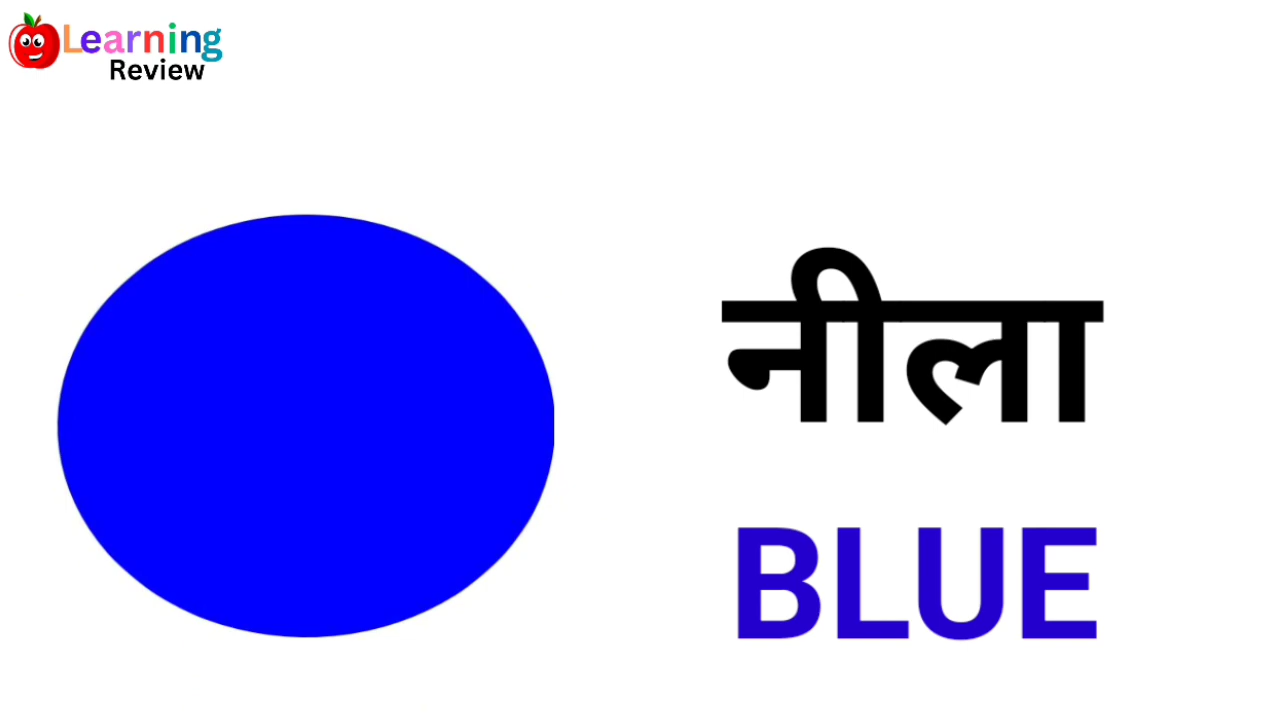 Learning
Review
नीला
BLUE